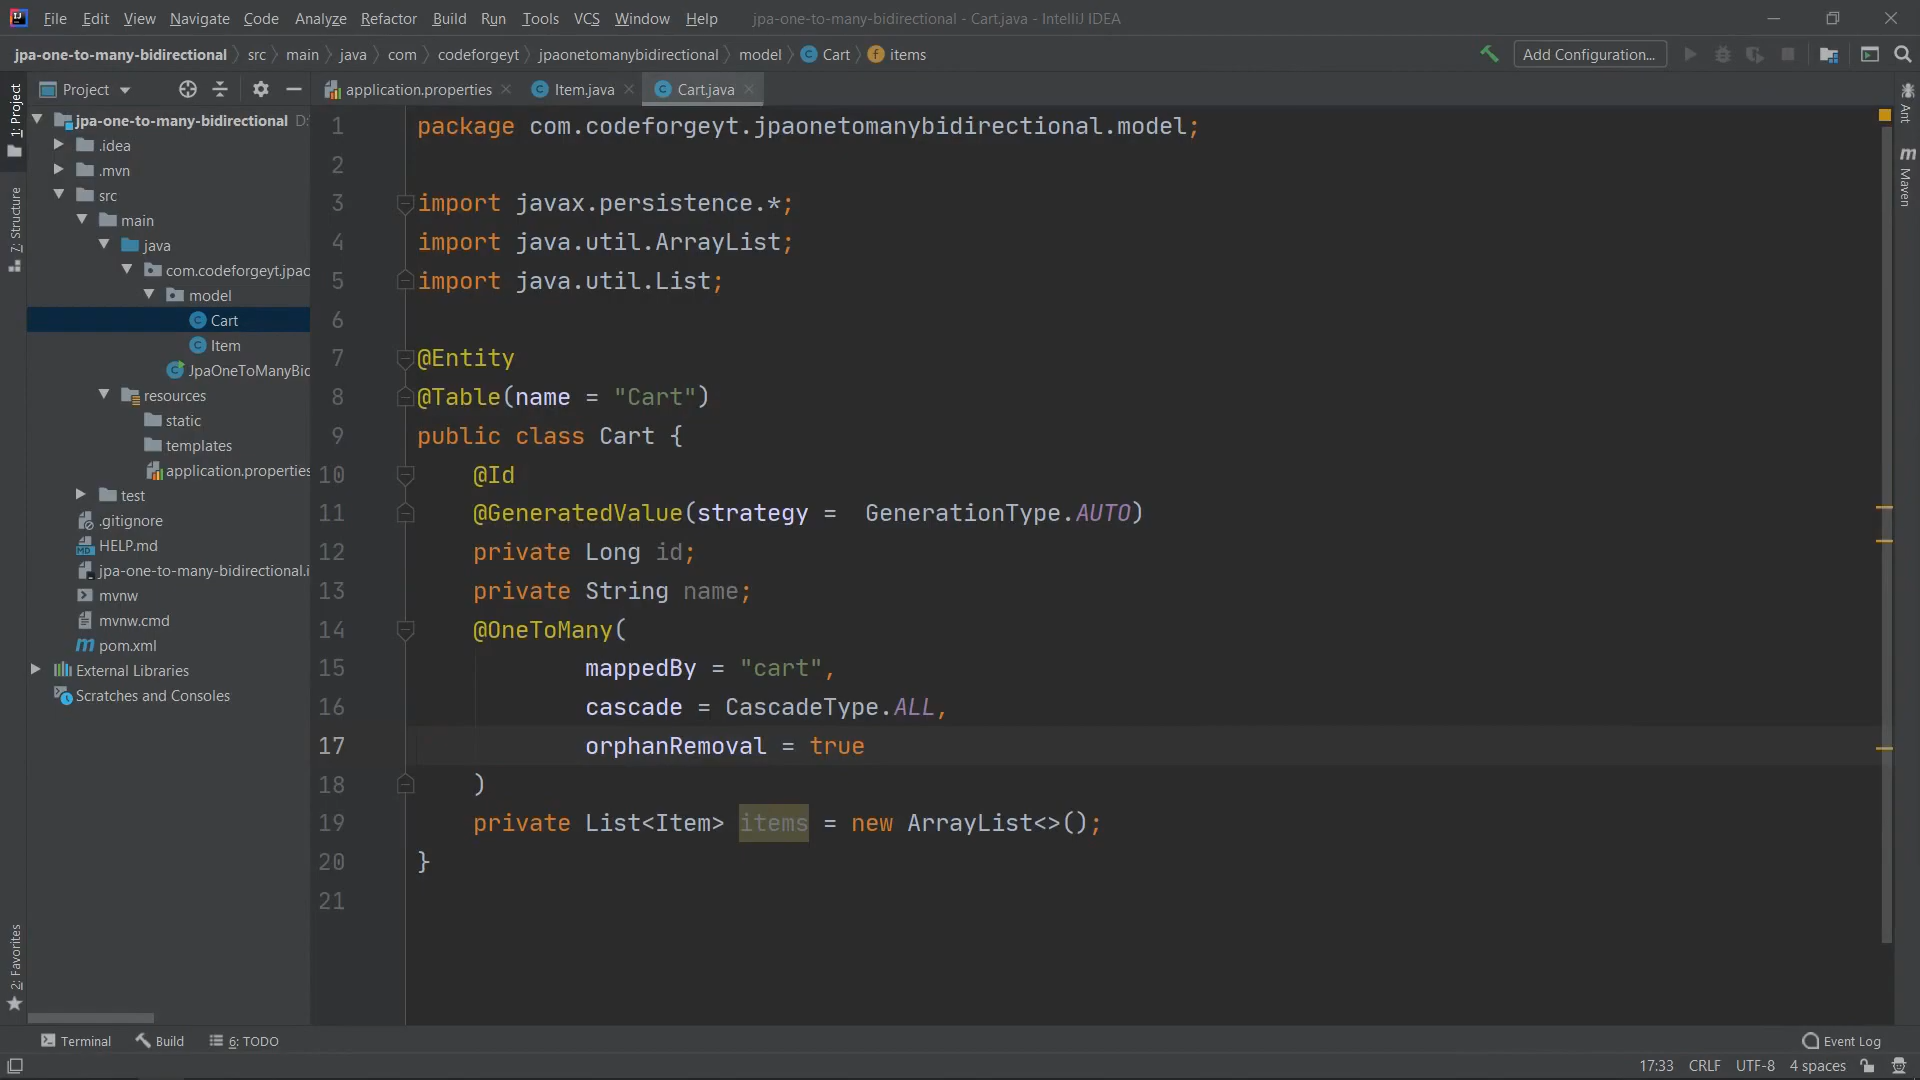 File Edit View Navigate Code Analyze Refactor Build Run Tools VCS Window Help jpa-one-to-many-bidirectional - Cart.java - IntelliJ IDEA
jpa-one-to-many-bidirectional src main java com codeforgeyt jpaonetomanybidirectional model Cart items Add Configuration...
Project
application.properties Item.java Cart.java
1: Project
7: Structure
2: Favorites
jpa-one-to-many-bidirectional D:
.idea
.mvn
src
main
java
com.codeforgeyt.jpao
model
Cart
Item
JpaOneToManyBid
resources
static
templates
application.properties
test
.gitignore
HELP.md
jpa-one-to-many-bidirectional.i
mvnw
mvnw.cmd
pom.xml
External Libraries
Scratches and Consoles
1 package com.codeforgeyt.jpaonetomanybidirectional.model;
2
3 import javax.persistence.*;
4 import java.util.ArrayList;
5 import java.util.List;
6
7 @Entity
8 @Table(name = "Cart")
9 public class Cart {
10 @Id
11 @GeneratedValue(strategy =  GenerationType.AUTO)
12 private Long id;
13 private String name;
14 @OneToMany(
15 mappedBy = "cart",
16 cascade = CascadeType.ALL,
17 orphanRemoval = true
18 )
19 private List<Item> items = new ArrayList<>();
20 }
21
Ant
Maven
Terminal Build 6: TODO Event Log
17:33 CRLF UTF-8 4 spaces